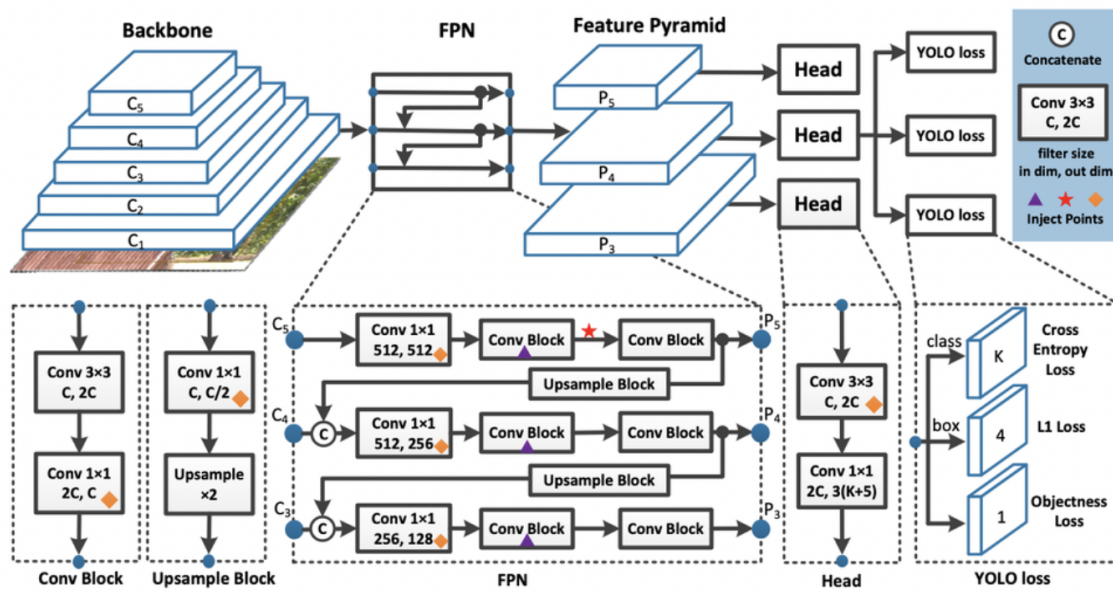 Backbone
FPN
Feature Pyramid
C5
C4
C3
C2
C1
P5
P4
P3
Head
Head
Head
YOLO loss
YOLO loss
YOLO loss
C
Concatenate
Conv 3×3
C, 2C
filter size
in dim, out dim
Inject Points
Conv 3×3
C, 2C
Conv 1×1
2C, C
Conv Block
Conv 1×1
C, C/2
Upsample
×2
Upsample Block
C5
Conv 1×1
512, 512
Conv Block
Conv Block
P5
Upsample Block
C4
C
Conv 1×1
512, 256
Conv Block
Conv Block
P4
Upsample Block
C3
C
Conv 1×1
256, 128
Conv Block
Conv Block
P3
FPN
Conv 3×3
C, 2C
Conv 1×1
2C, 3(K+5)
Head
class
K
Cross
Entropy
Loss
box
4
L1 Loss
1
Objectness
Loss
YOLO loss